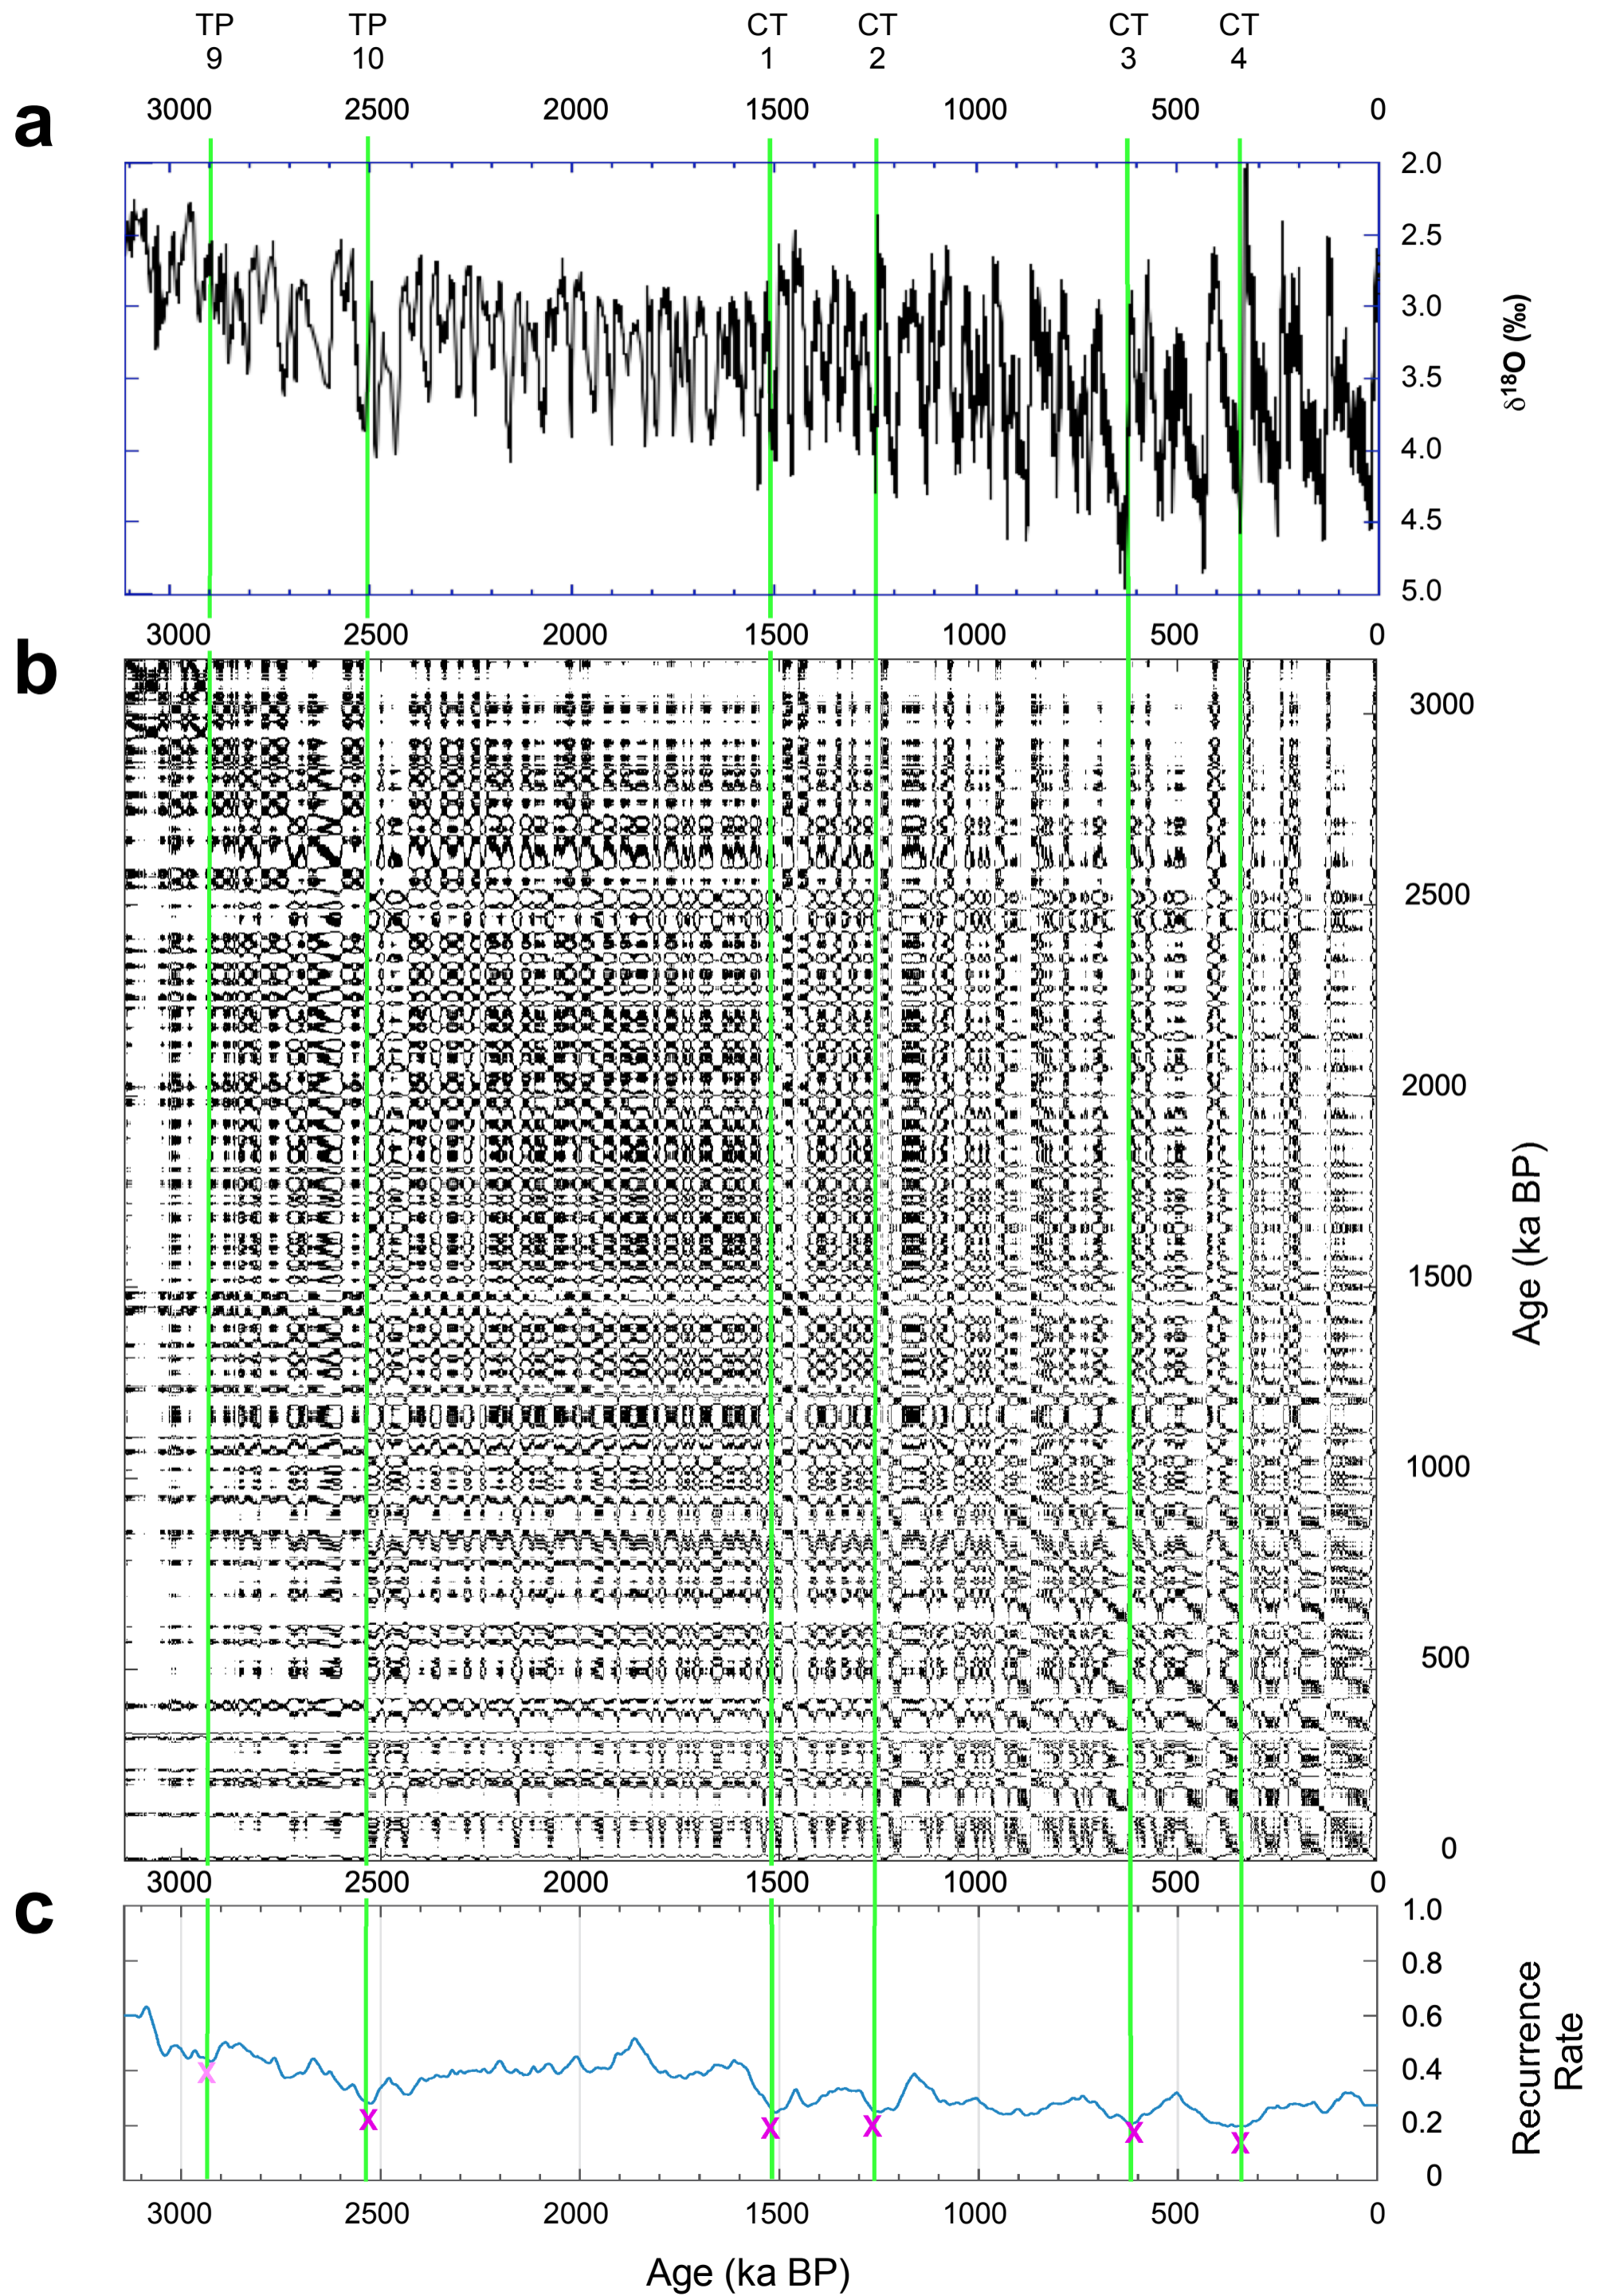 TP TP CT CT CT CT
9 10 1 2 3 4
a
3000 2500 2000 1500 1000 500 0
2.0
2.5
3.0
3.5
4.0
4.5
5.0
δ18O (‰)
b
3000 2500 2000 1500 1000 500 0
3000
2500
2000
1500
1000
500
0
Age (ka BP)
3000 2500 2000 1500 1000 500 0
c
1.0
0.8
0.6
0.4
0.2
0
Recurrence
Rate
X X X X X X
3000 2500 2000 1500 1000 500 0
Age (ka BP)